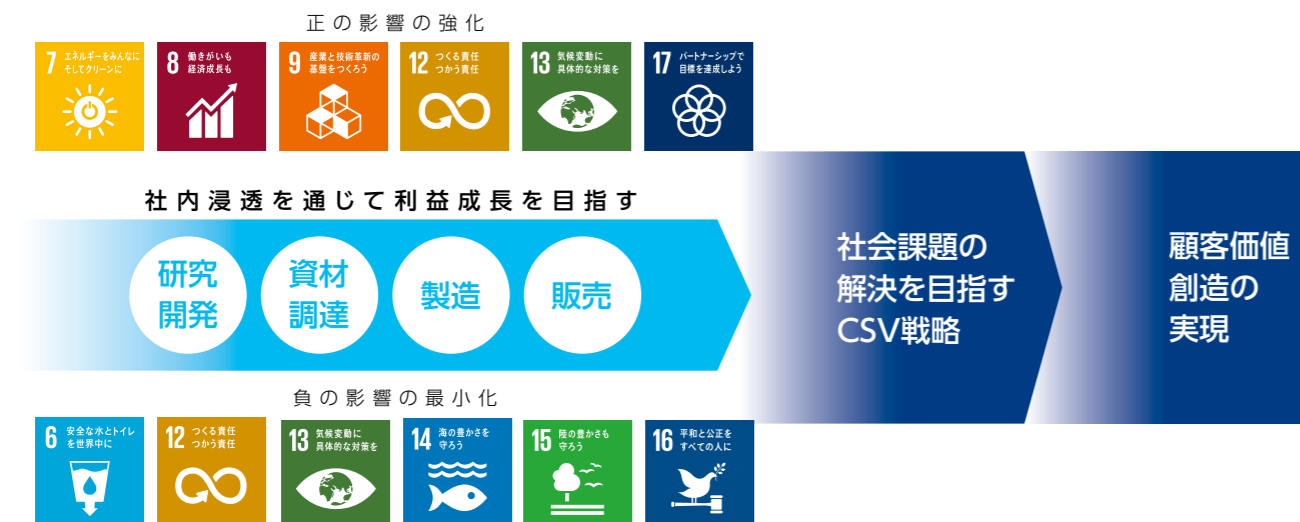 正の影響の強化
7 エネルギーをみんなに
そしてクリーンに
8 働きがいも
経済成長も
9 産業と技術革新の
基盤をつくろう
12 つくる責任
つかう責任
13 気候変動に
具体的な対策を
17 パートナーシップで
目標を達成しよう
社内浸透を通じて利益成長を目指す
研究
開発
資材
調達
製造
販売
社会課題の
解決を目指す
CSV戦略
顧客価値
創造の
実現
負の影響の最小化
6 安全な水とトイレ
を世界中に
12 つくる責任
つかう責任
13 気候変動に
具体的な対策を
14 海の豊かさを
守ろう
15 陸の豊かさも
守ろう
16 平和と公正を
すべての人に